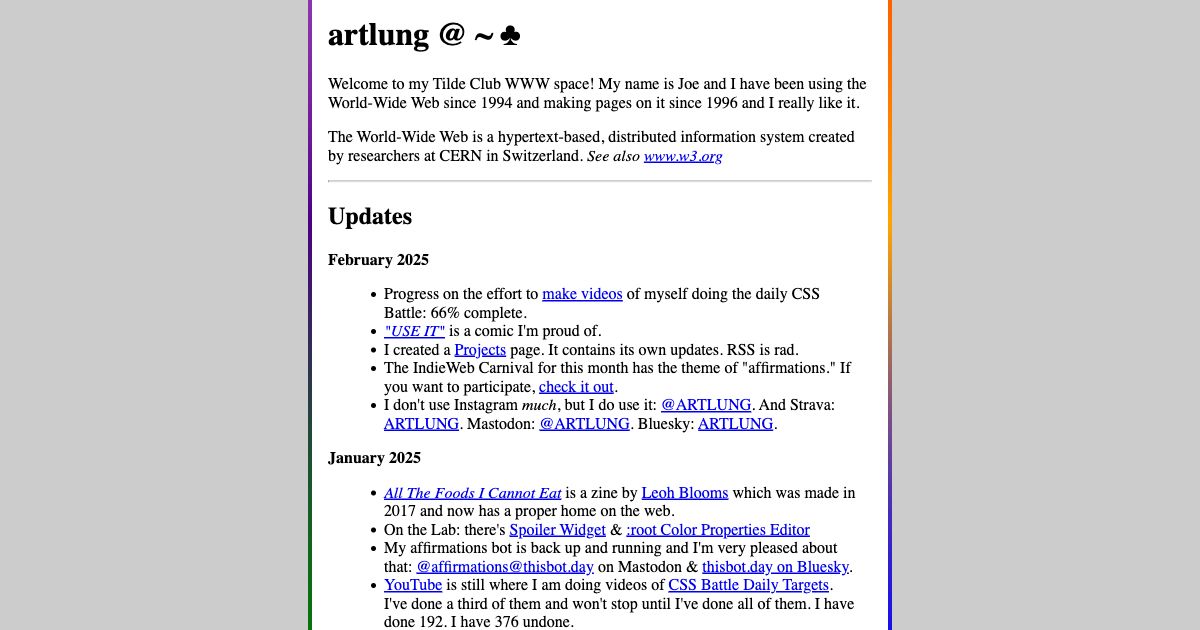 artlung @ ~ ♣
Welcome to my Tilde Club WWW space! My name is Joe and I have been using the
World-Wide Web since 1994 and making pages on it since 1996 and I really like it.
The World-Wide Web is a hypertext-based, distributed information system created
by researchers at CERN in Switzerland. See also www.w3.org
Updates
February 2025
• Progress on the effort to make videos of myself doing the daily CSS
Battle: 66% complete.
• "USE IT" is a comic I'm proud of.
• I created a Projects page. It contains its own updates. RSS is rad.
• The IndieWeb Carnival for this month has the theme of "affirmations." If
you want to participate, check it out.
• I don't use Instagram much, but I do use it: @ARTLUNG. And Strava:
ARTLUNG. Mastodon: @ARTLUNG. Bluesky: ARTLUNG.
January 2025
• All The Foods I Cannot Eat is a zine by Leoh Blooms which was made in
2017 and now has a proper home on the web.
• On the Lab: there's Spoiler Widget & :root Color Properties Editor
• My affirmations bot is back up and running and I'm very pleased about
that: @affirmations@thisbot.day on Mastodon & thisbot.day on Bluesky.
• YouTube is still where I am doing videos of CSS Battle Daily Targets.
I've done a third of them and won't stop until I've done all of them. I have
done 192. I have 376 undone.